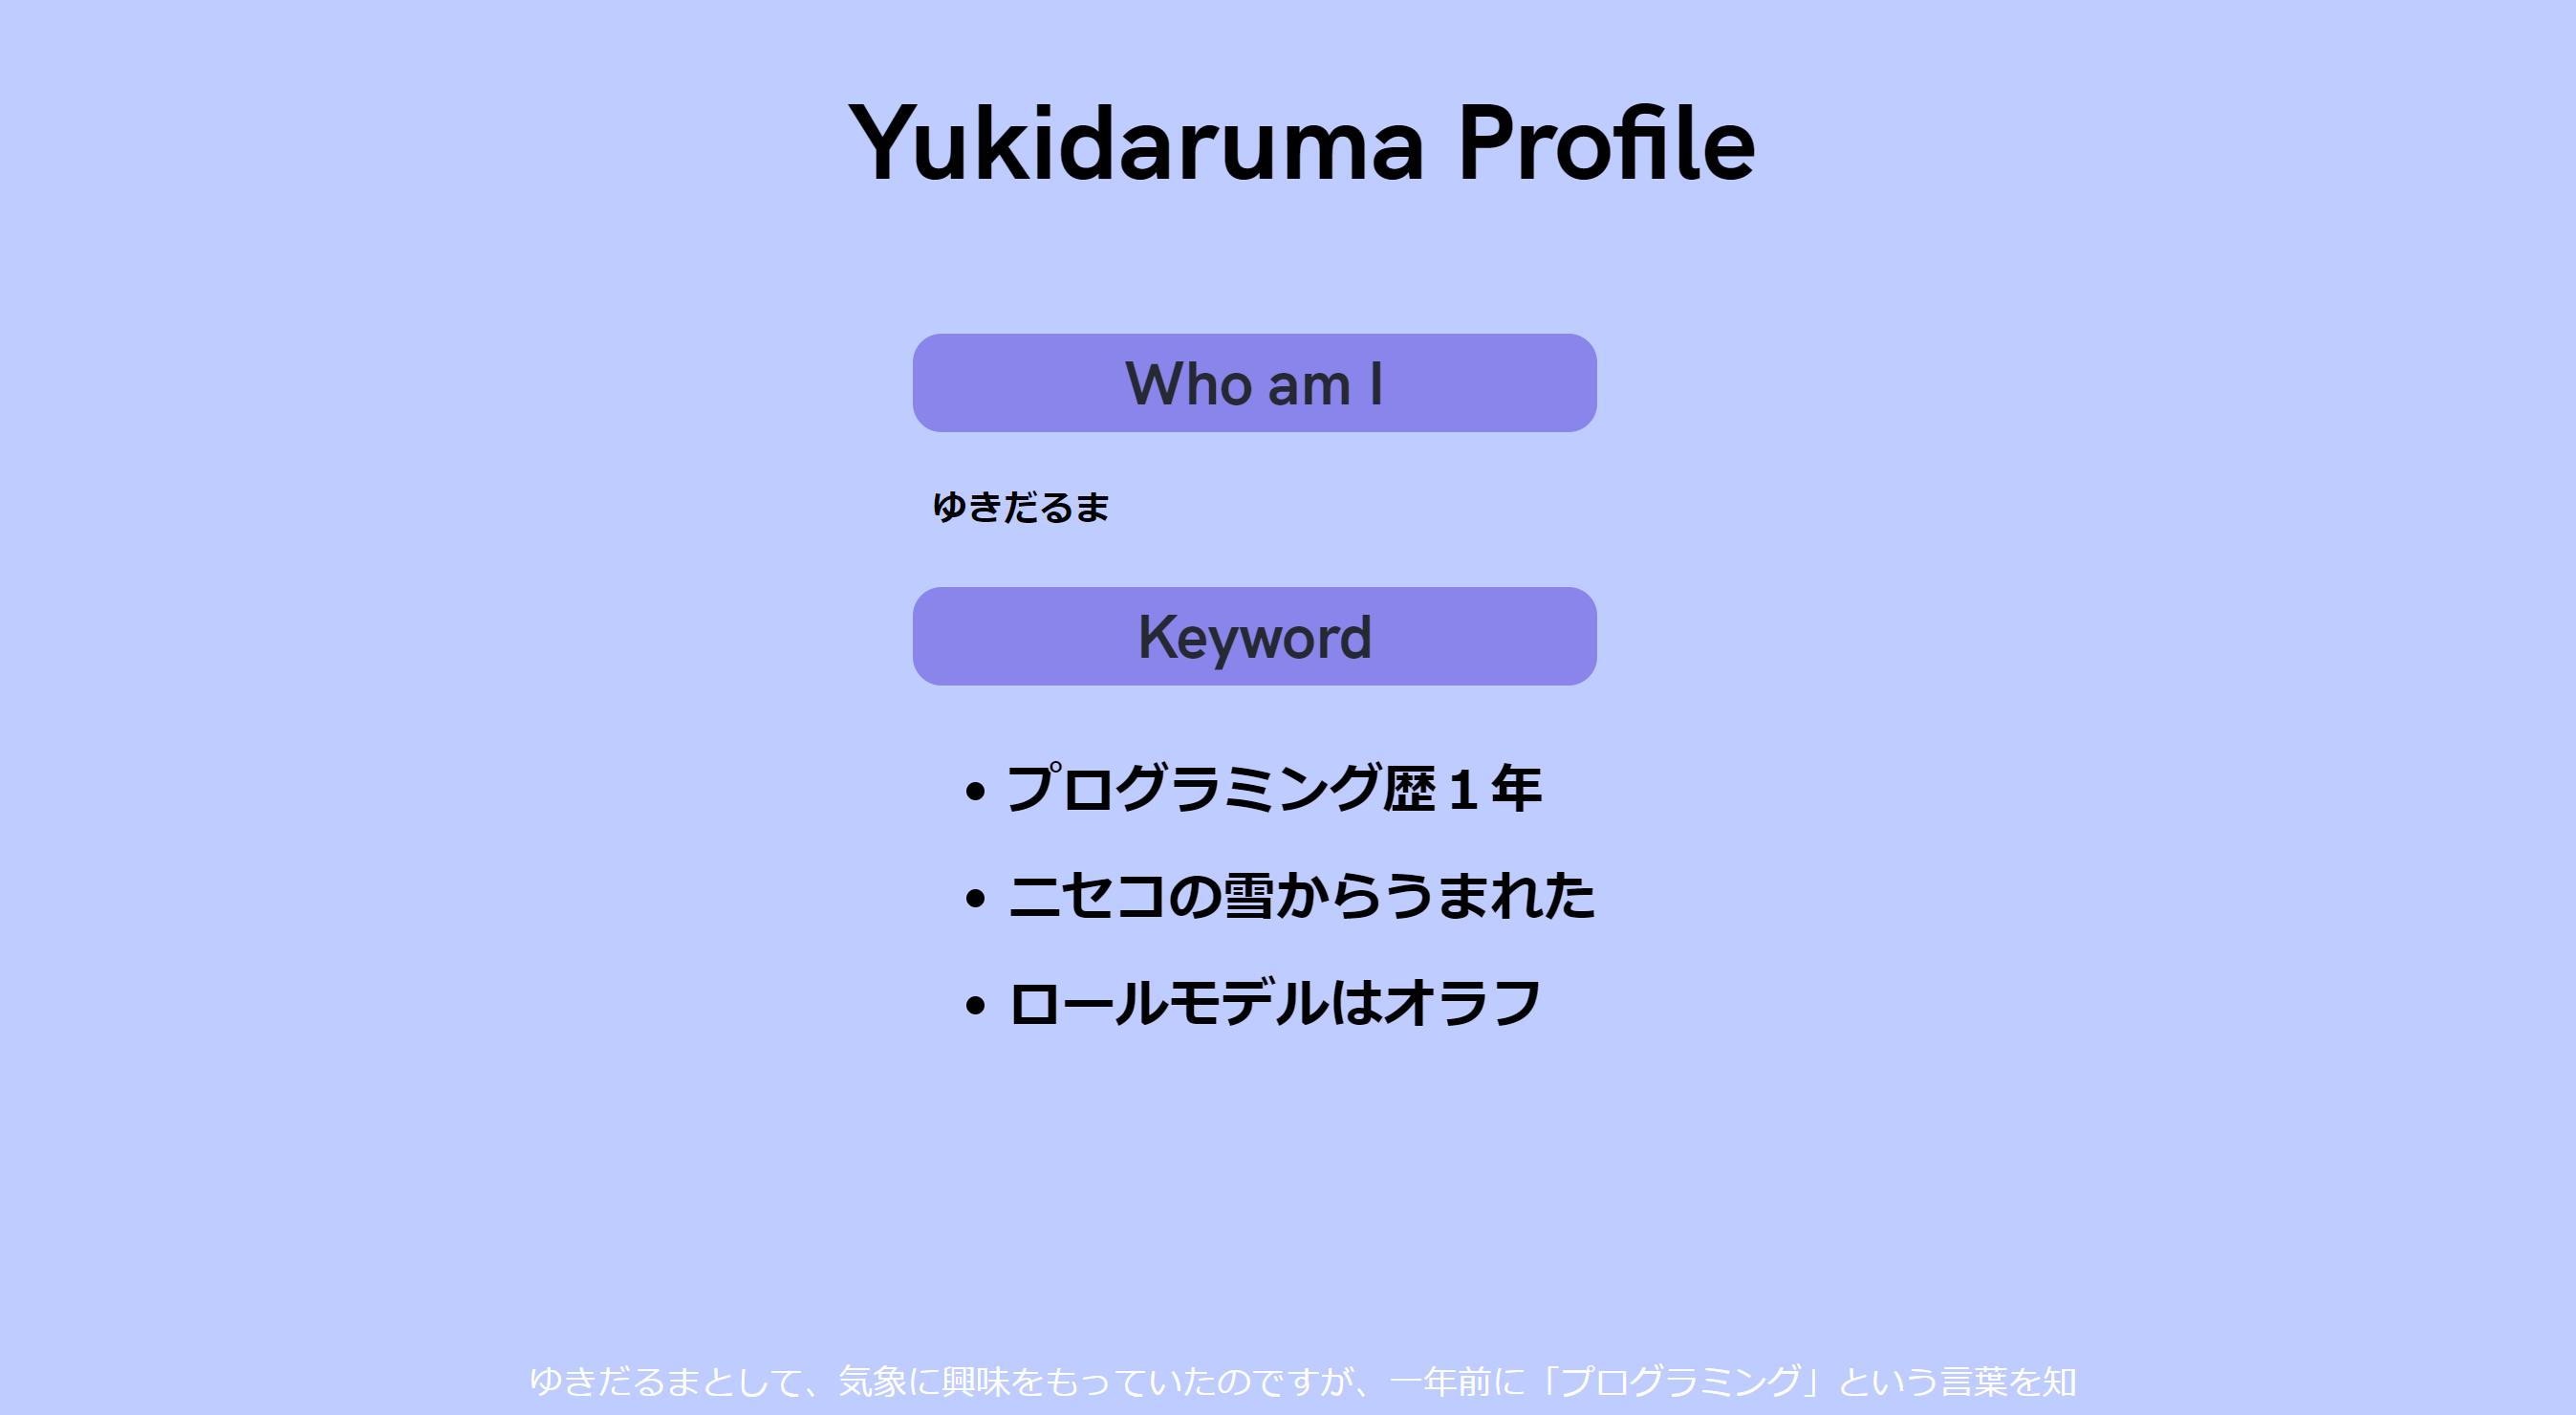 Yukidaruma Profile
Who am I
ゆきだるま
Keyword
• プログラミング歴１年
• ニセコの雪からうまれた
• ロールモデルはオラフ
ゆきだるまとして、気象に興味をもっていたのですが、一年前に「プログラミング」という言葉を知